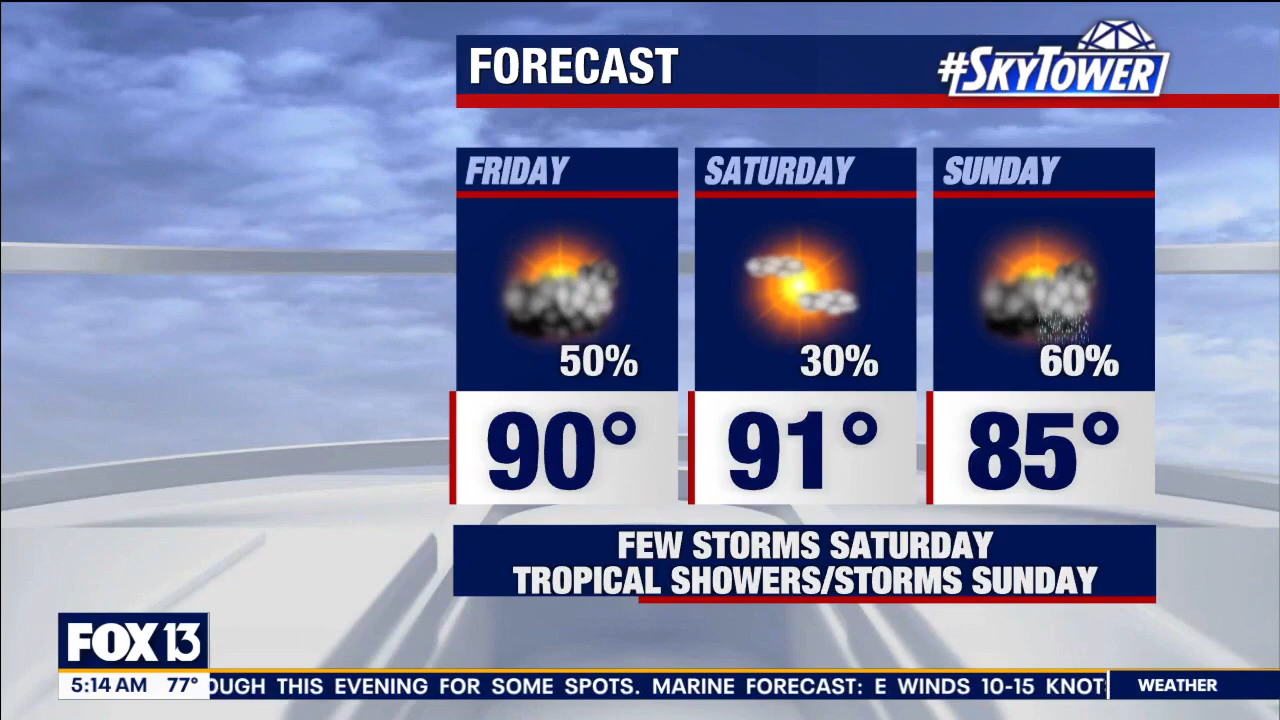 FORECAST
#SKYTOWER
FRIDAY
50%
90°
SATURDAY
30%
91°
SUNDAY
60%
85°
FEW STORMS SATURDAY
TROPICAL SHOWERS/STORMS SUNDAY
FOX 13
5:14 AM 77°
THIS EVENING FOR SOME SPOTS. MARINE FORECAST: E WINDS 10-15
WEATHER